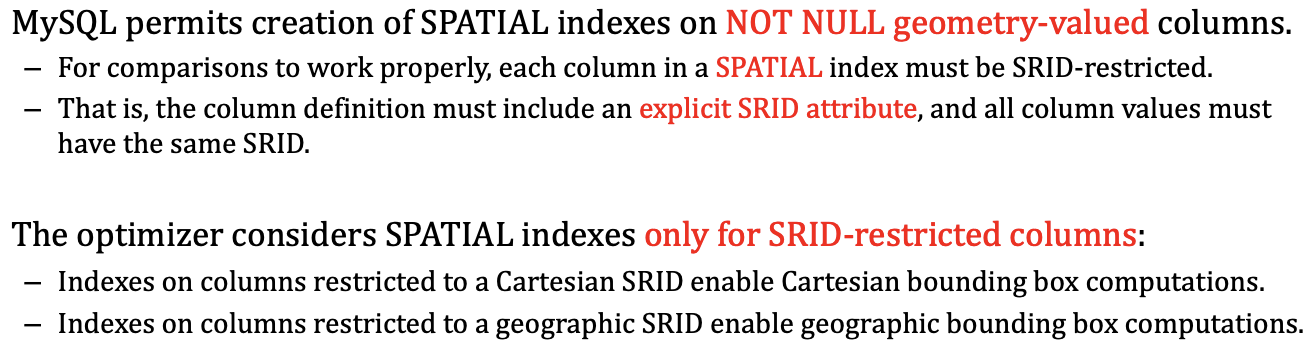 MySQL permits creation of SPATIAL indexes on NOT NULL geometry-valued columns.
– For comparisons to work properly, each column in a SPATIAL index must be SRID-restricted.
– That is, the column definition must include an explicit SRID attribute, and all column values must
have the same SRID.
The optimizer considers SPATIAL indexes only for SRID-restricted columns:
– Indexes on columns restricted to a Cartesian SRID enable Cartesian bounding box computations.
– Indexes on columns restricted to a geographic SRID enable geographic bounding box computations.